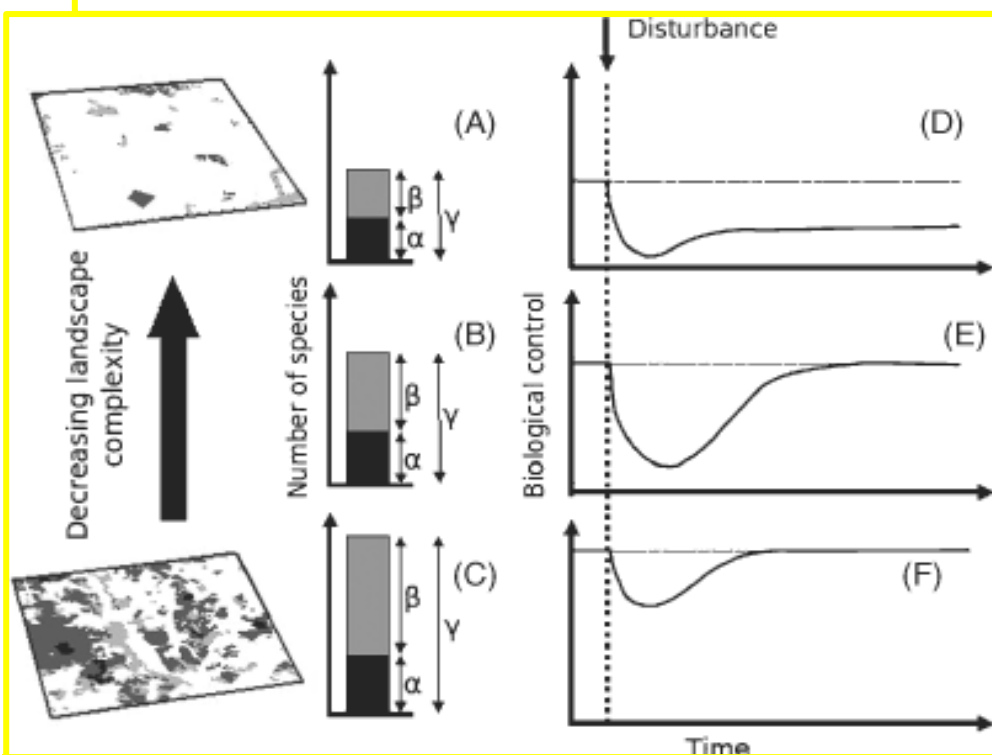 Disturbance
(A)
β
α
γ
(D)
Decreasing landscape
complexity
Number of species
(B)
β
α
γ
Biological control
(E)
(C)
β
α
γ
(F)
Time